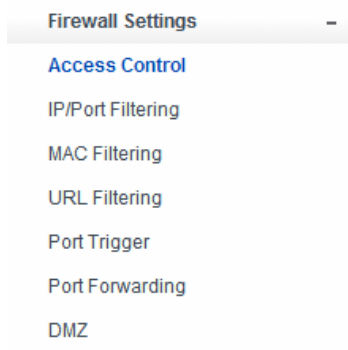 Firewall Settings –
Access Control
IP/Port Filtering
MAC Filtering
URL Filtering
Port Trigger
Port Forwarding
DMZ